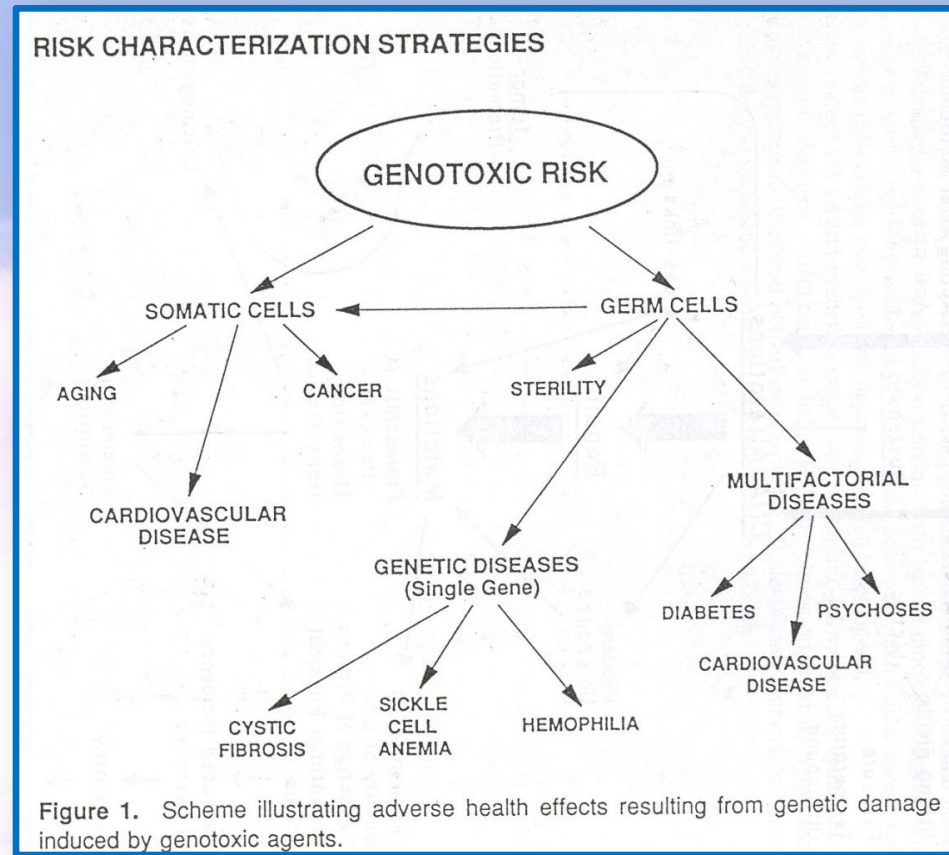 RISK CHARACTERIZATION STRATEGIES
GENOTOXIC RISK
SOMATIC CELLS
GERM CELLS
AGING
CANCER
STERILITY
CARDIOVASCULAR
DISEASE
MULTIFACTORIAL
DISEASES
GENETIC DISEASES
(Single Gene)
DIABETES
PSYCHOSES
CARDIOVASCULAR
DISEASE
CYSTIC
FIBROSIS
SICKLE
CELL
ANEMIA
HEMOPHILIA
Figure 1. Scheme illustrating adverse health effects resulting from genetic damage
induced by genotoxic agents.